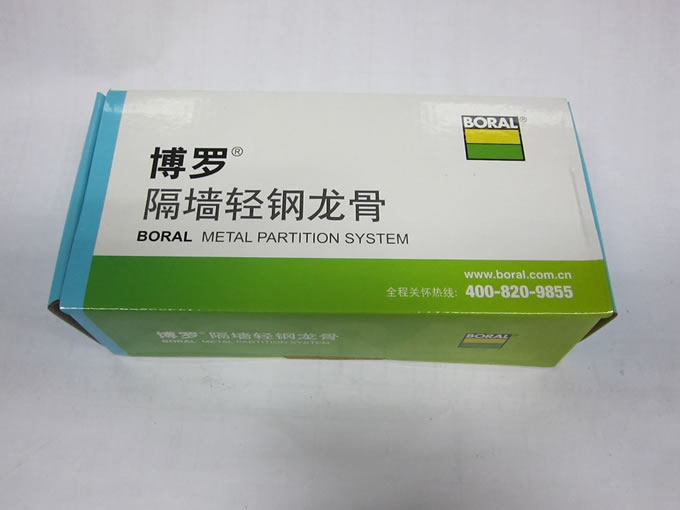 BORAL®
博罗®
隔墙轻钢龙骨
BORAL METAL PARTITION SYSTEM
www.boral.com.cn
全程关怀热线: 400-820-9855
博罗® 隔墙轻钢龙骨
BORAL METAL PARTITION SYSTEM
BORAL